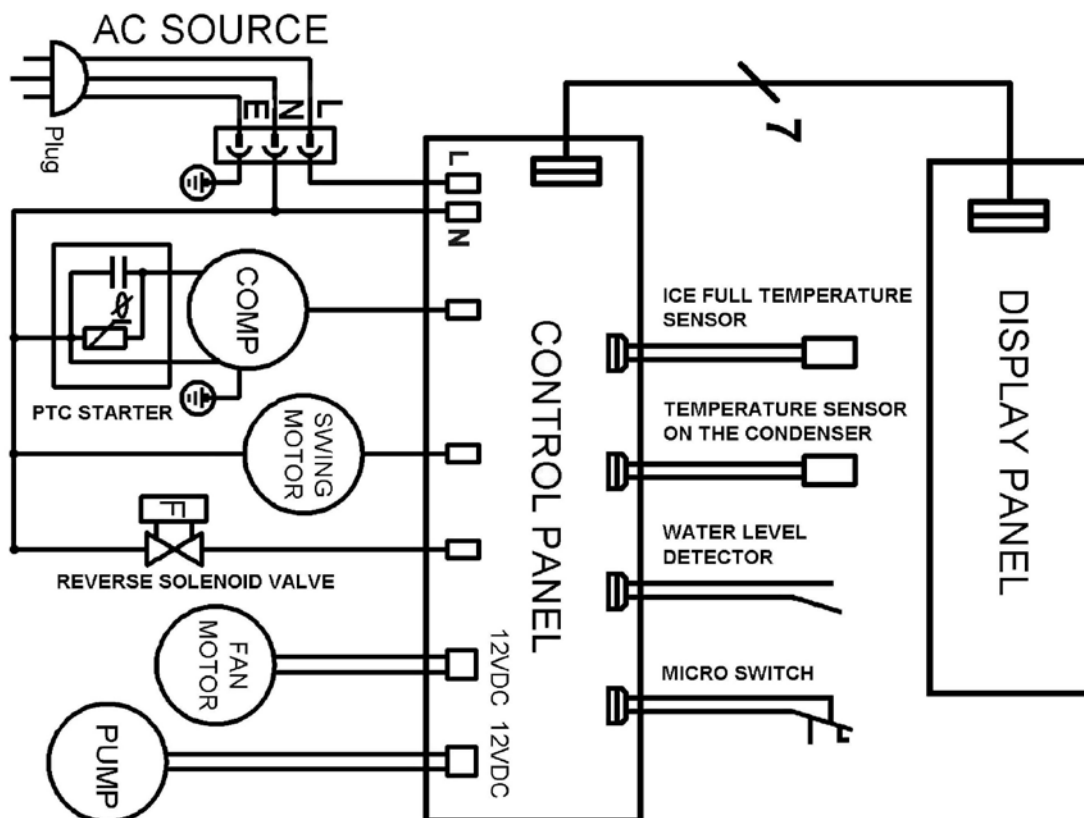 AC SOURCE
Plug
E
N
L
L
N
7
COMP
PTC STARTER
SWING
MOTOR
F
REVERSE SOLENOID VALVE
FAN
MOTOR
12VDC
PUMP
12VDC
CONTROL PANEL
ICE FULL TEMPERATURE
SENSOR
TEMPERATURE SENSOR
ON THE CONDENSER
WATER LEVEL
DETECTOR
MICRO SWITCH
DISPLAY PANEL